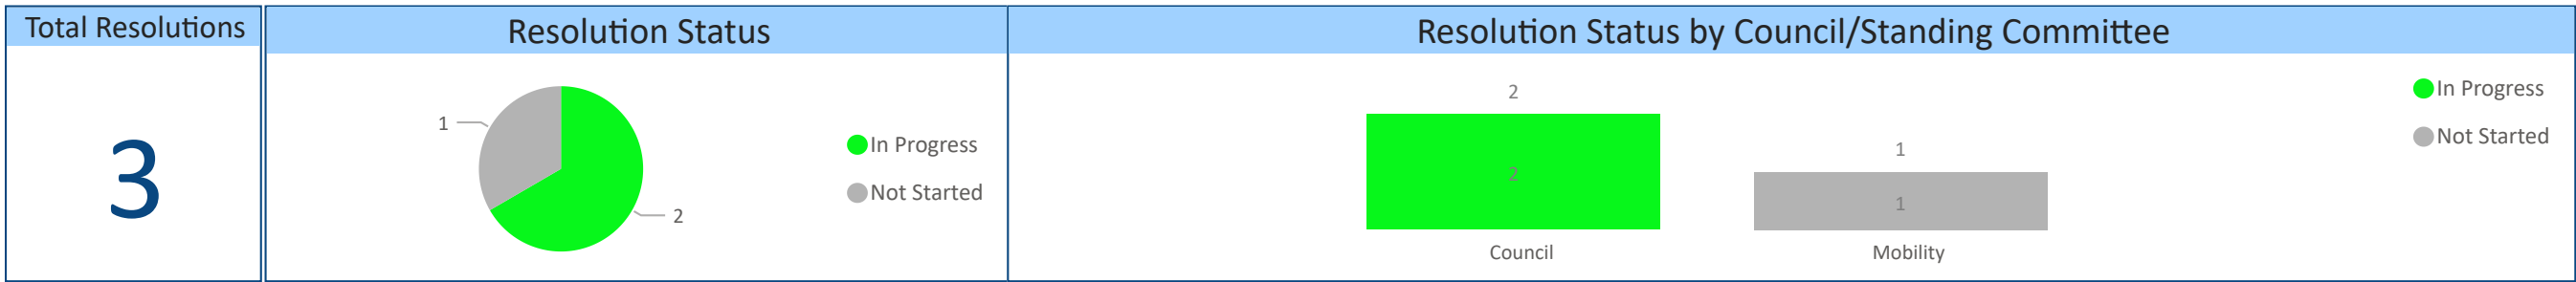 Total Resolutions
3
Resolution Status
1
2
In Progress
Not Started
Resolution Status by Council/Standing Committee
2
2
Council
1
1
Mobility
In Progress
Not Started